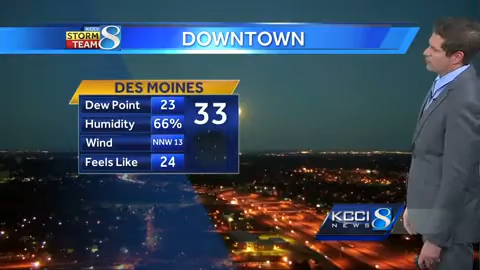 KCCI
STORM
TEAM 8
DOWNTOWN
DES MOINES
Dew Point 23
33
Humidity 66%
Wind NNW 13
Feels Like 24
KCCI 8
NEWS